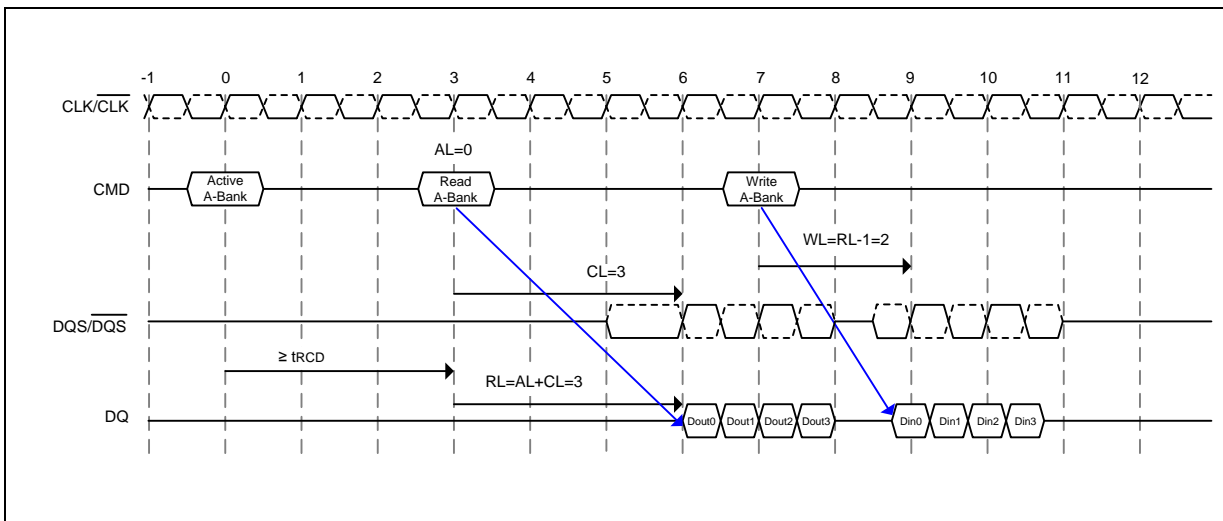 -1 0 1 2 3 4 5 6 7 8 9 10 11 12
CLK/CLK
AL=0
CMD
Active
A-Bank
Read
A-Bank
Write
A-Bank
WL=RL-1=2
CL=3
DQS/DQS
≥ tRCD
RL=AL+CL=3
DQ
Dout0 Dout1 Dout2 Dout3 Din0 Din1 Din2 Din3